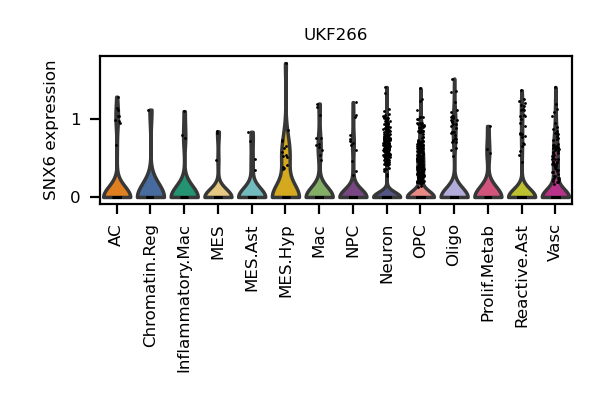 UKF266
SNX6 expression
1
0
AC
Chromatin.Reg
Inflammatory.Mac
MES
MES.Ast
MES.Hyp
Mac
NPC
Neuron
OPC
Oligo
Prolif.Metab
Reactive.Ast
Vasc